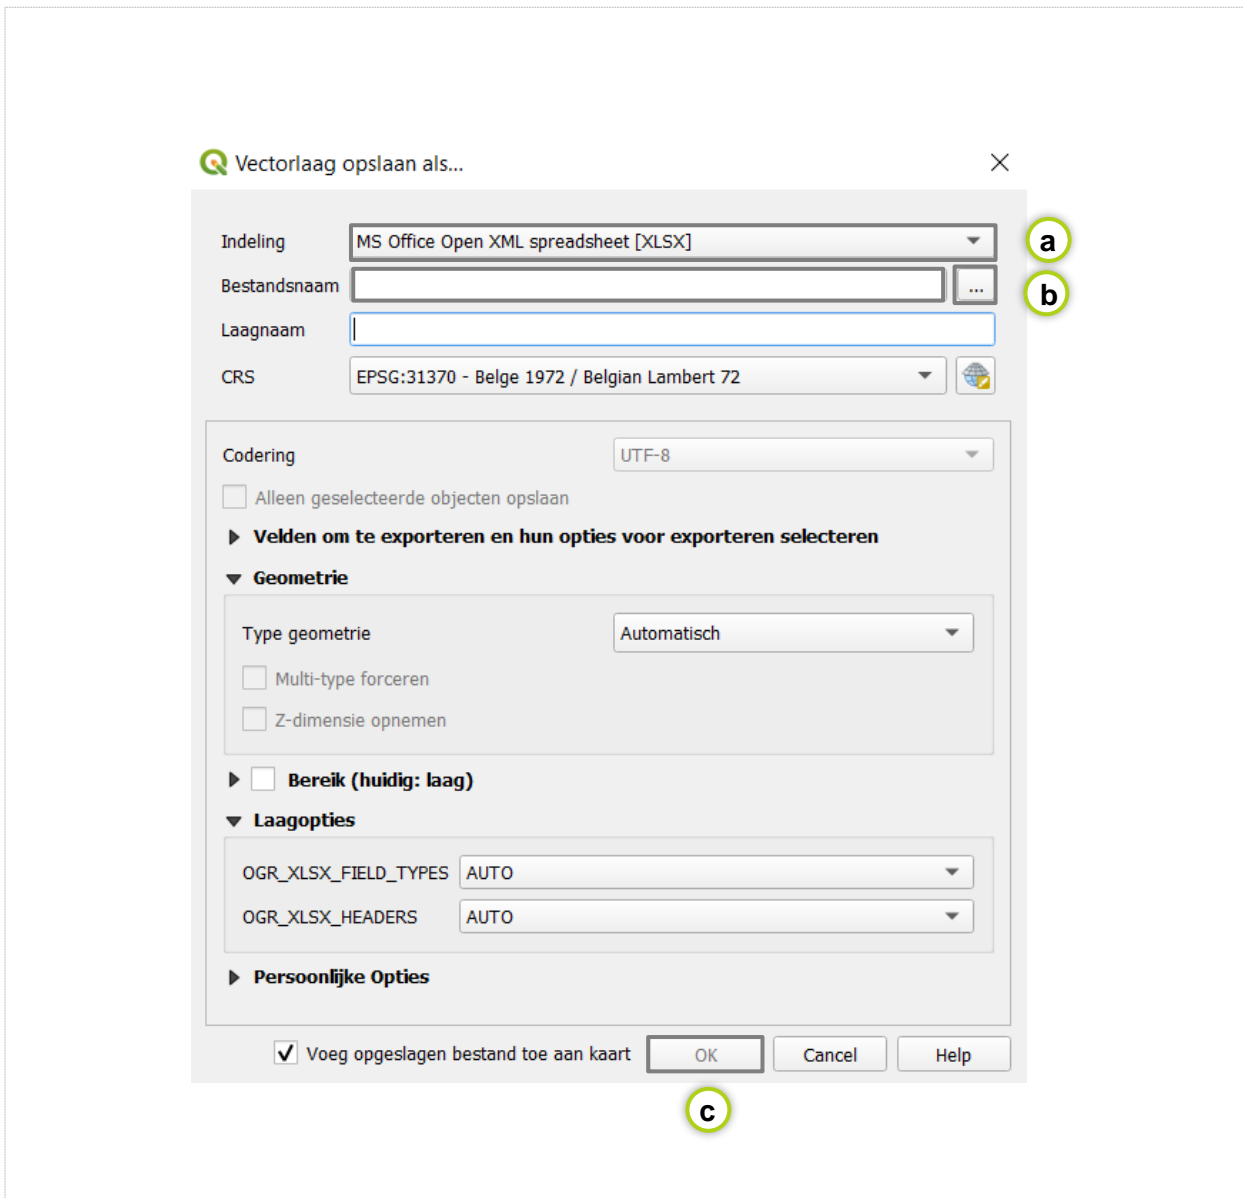 Vectorlaag opslaan als...
Indeling MS Office Open XML spreadsheet [XLSX] a
Bestandsnaam ... b
Laagnaam
CRS EPSG:31370 - Belge 1972 / Belgian Lambert 72
Codering UTF-8
Alleen geselecteerde objecten opslaan
Velden om te exporteren en hun opties voor exporteren selecteren
Geometrie
Type geometrie Automatisch
Multi-type forceren
Z-dimensie opnemen
Bereik (huidig: laag)
Laagopties
OGR_XLSX_FIELD_TYPES AUTO
OGR_XLSX_HEADERS AUTO
Persoonlijke Opties
Voeg opgeslagen bestand toe aan kaart OK Cancel Help
c